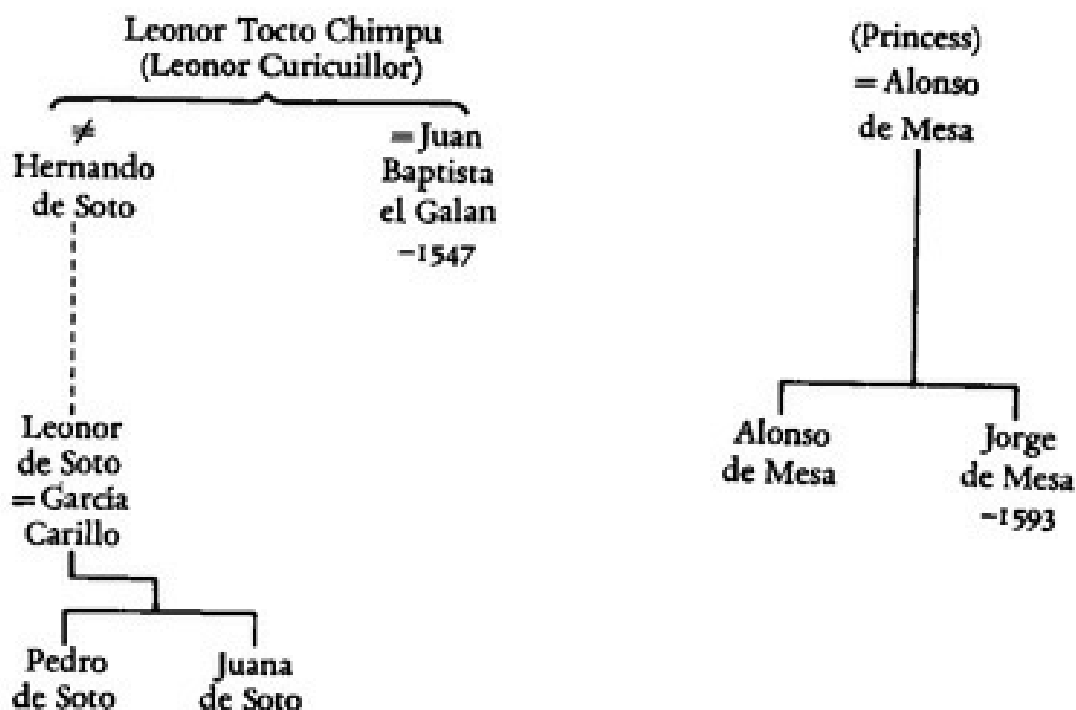 Leonor Tocto Chimpu
(Leonor Curicuillor)
≠
Hernando
de Soto
= Juan
Baptista
el Galan
–1547
Leonor
de Soto
= Garcia
Carillo
Pedro
de Soto
Juana
de Soto
(Princess)
= Alonso
de Mesa
Alonso
de Mesa
Jorge
de Mesa
–1593